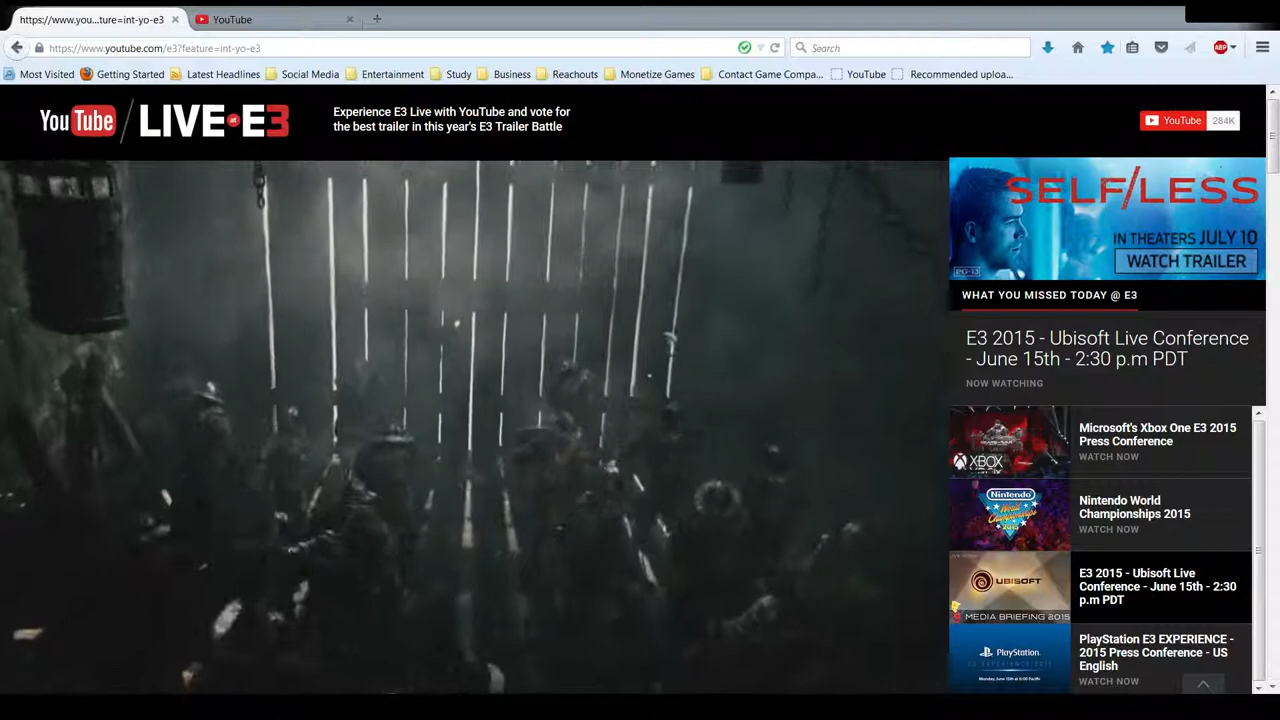 https://www.you...ture=int-yo-e3
YouTube
https://www.youtube.com/e3?feature=int-yo-e3
Search
ABP
Most Visited
Getting Started
Latest Headlines
Social Media
Entertainment
Study
Business
Reachouts
Monetize Games
Contact Game Compa...
YouTube
Recommended uploa...
YouTube
LIVE at E3
Experience E3 Live with YouTube and vote for
the best trailer in this year's E3 Trailer Battle
YouTube 284K
SELF/LESS
IN THEATERS JULY 10
WATCH TRAILER
PG-13
WHAT YOU MISSED TODAY @ E3
E3 2015 - Ubisoft Live Conference
- June 15th - 2:30 p.m PDT
NOW WATCHING
XBOX
Microsoft's Xbox One E3 2015
Press Conference
WATCH NOW
Nintendo
World
Championships
2015
Nintendo World
Championships 2015
WATCH NOW
UBISOFT
MEDIA BRIEFING 2015
E3 2015 - Ubisoft Live
Conference - June 15th - 2:30
p.m PDT
PlayStation
PlayStation E3 EXPERIENCE -
2015 Press Conference - US
English
WATCH NOW